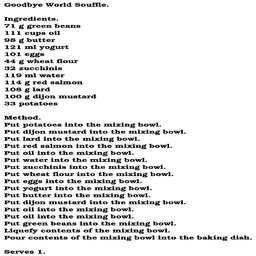 Goodbye World Souffle.

Ingredients.
71 g green beans
111 cups oil
98 g butter
121 ml yogurt
101 eggs
44 g wheat flour
32 zucchinis
119 ml water
114 g red salmon
108 g lard
100 g dijon mustard
33 potatoes

Method.
Put potatoes into the mixing bowl.
Put dijon mustard into the mixing bowl.
Put lard into the mixing bowl.
Put red salmon into the mixing bowl.
Put oil into the mixing bowl.
Put water into the mixing bowl.
Put zucchinis into the mixing bowl.
Put wheat flour into the mixing bowl.
Put eggs into the mixing bowl.
Put yogurt into the mixing bowl.
Put butter into the mixing bowl.
Put dijon mustard into the mixing bowl.
Put oil into the mixing bowl.
Put oil into the mixing bowl.
Put green beans into the mixing bowl.
Liquefy contents of the mixing bowl.
Pour contents of the mixing bowl into the baking dish.

Serves 1.